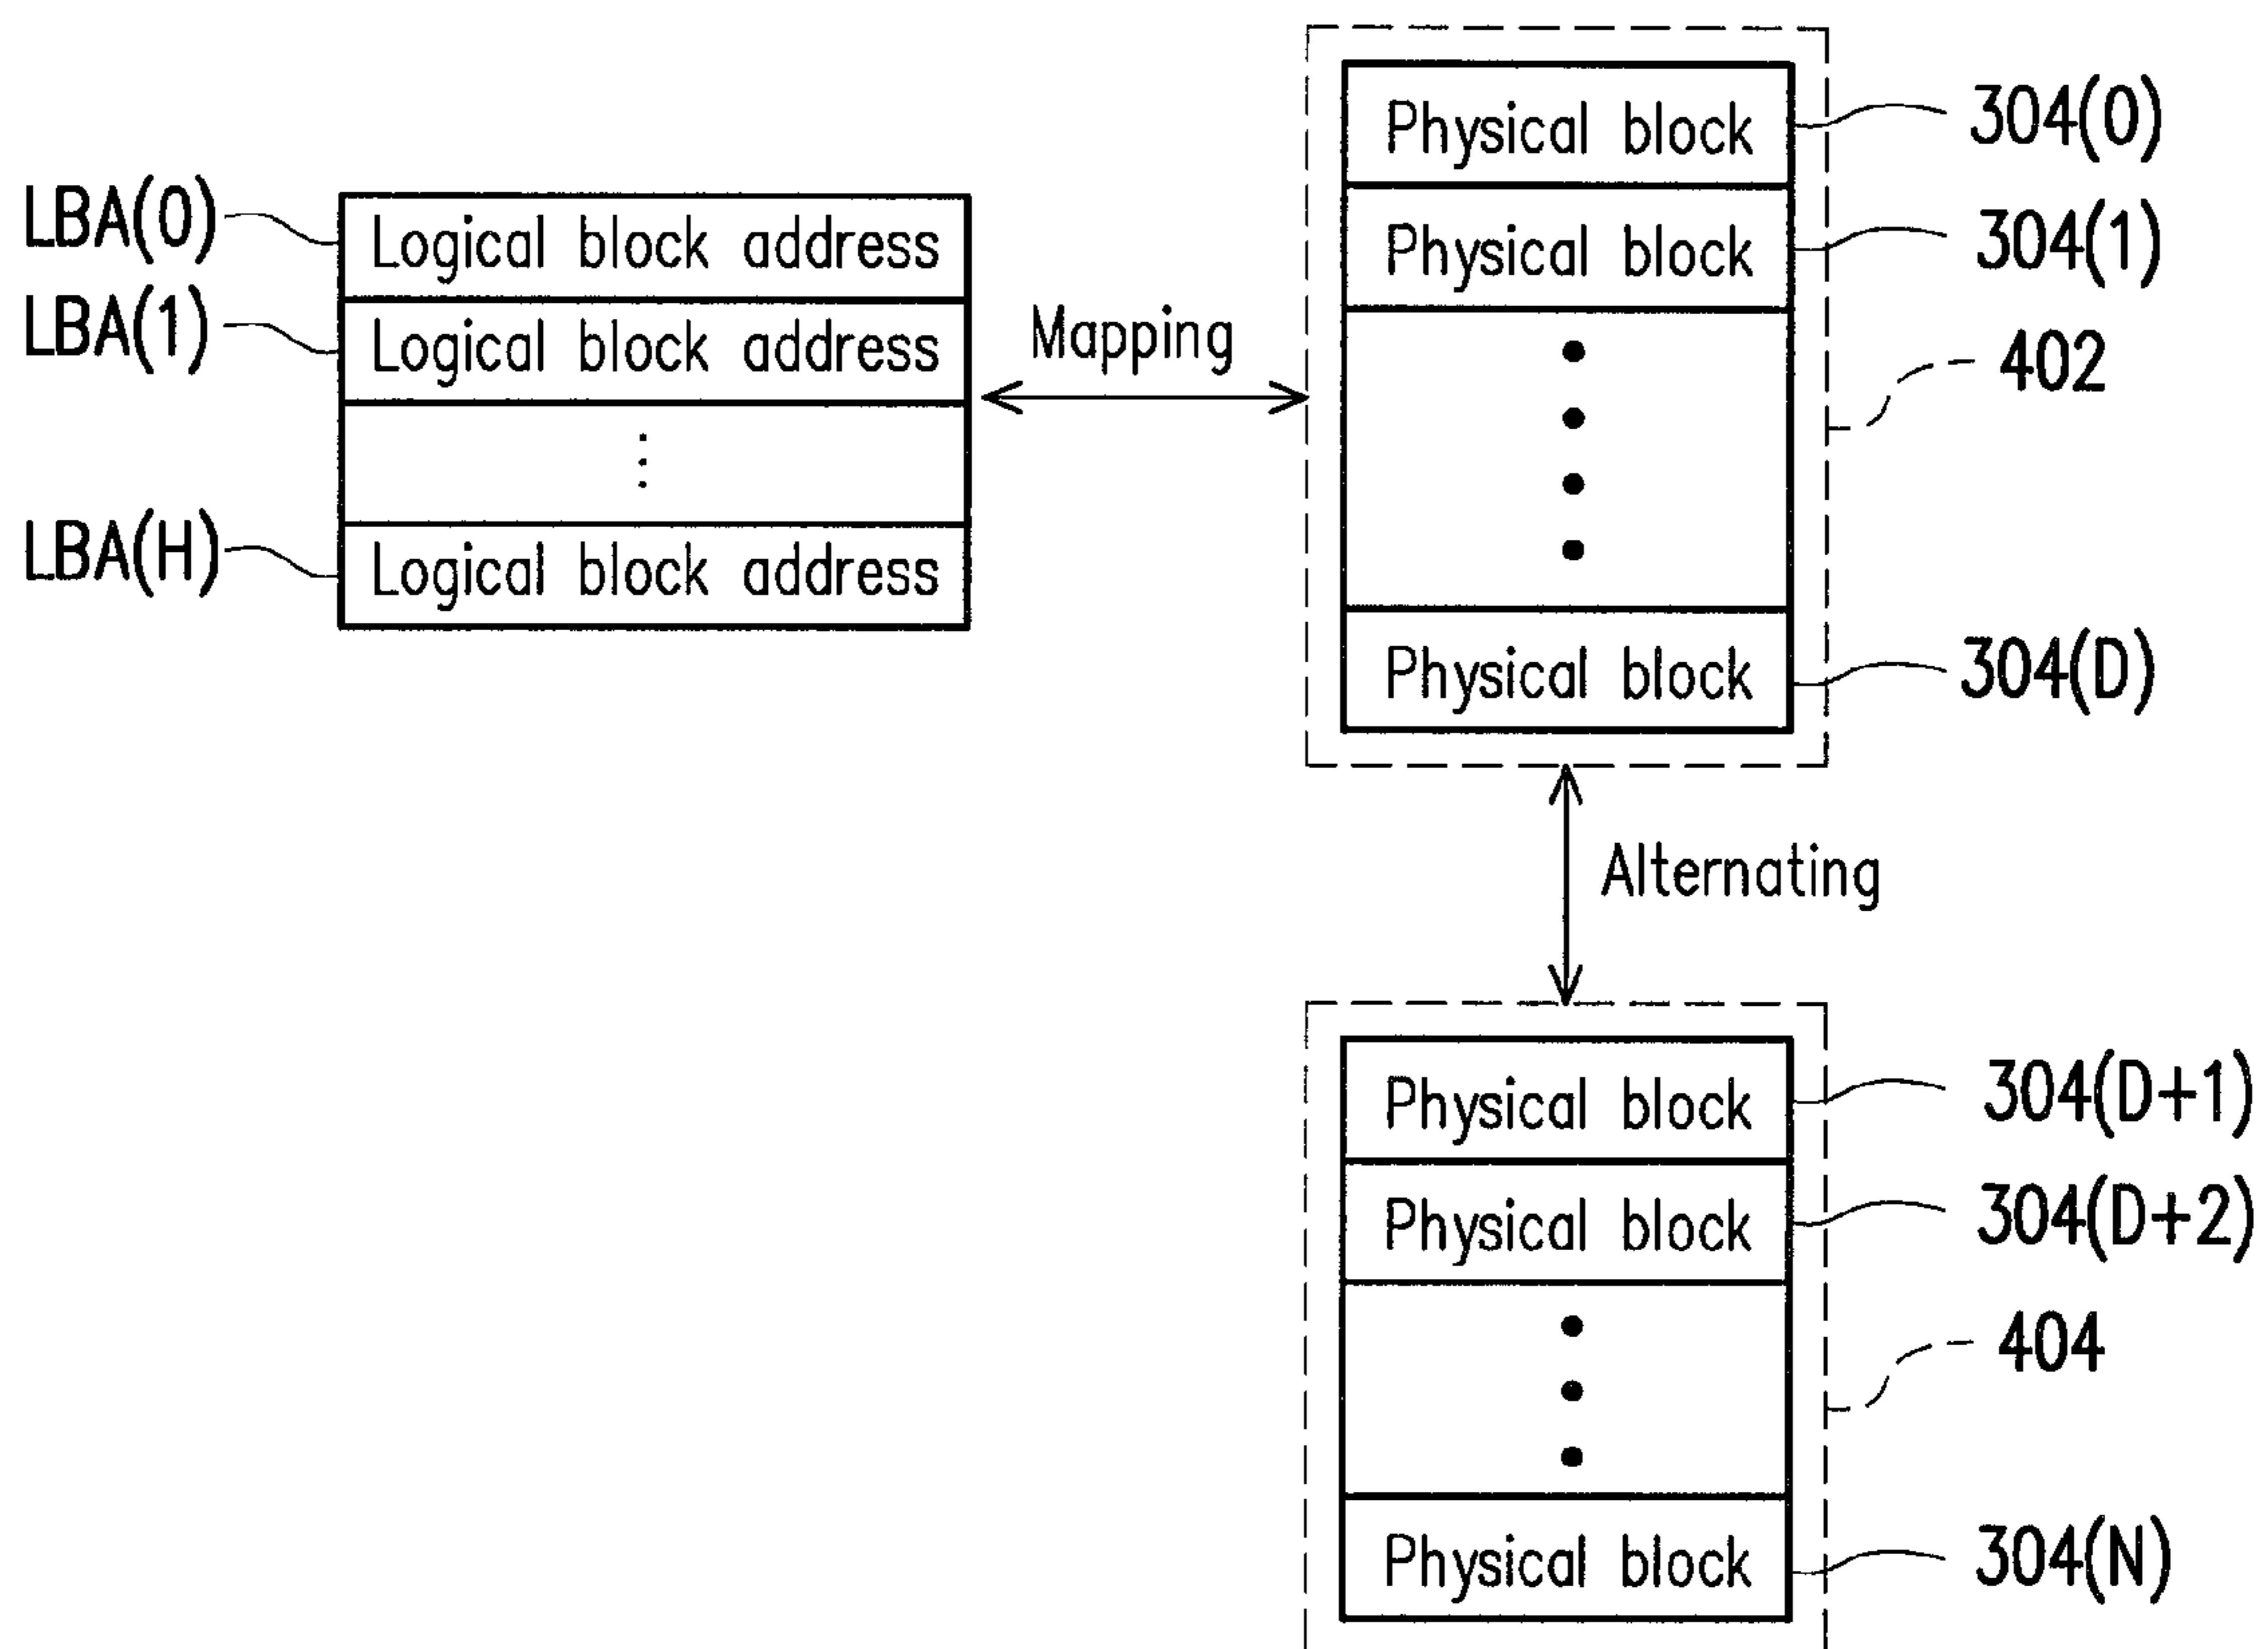 LBA(0)
Logical block address
LBA(1)
Logical block address
LBA(H)
Logical block address
Mapping
Physical block
304(0)
Physical block
304(1)
402
Physical block
304(D)
Alternating
Physical block
304(D+1)
Physical block
304(D+2)
404
Physical block
304(N)